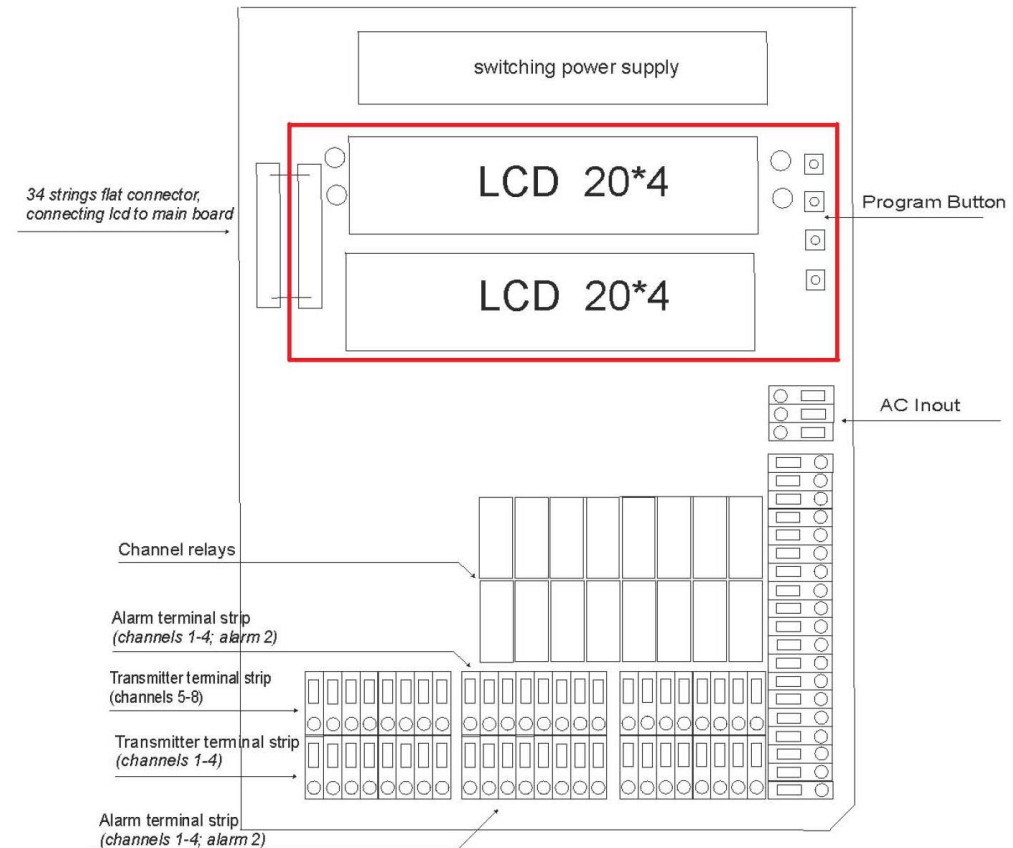 switching power supply
LCD 20*4
34 strings flat connector,
connecting lcd to main board
Program Button
LCD 20*4
AC Inout
Channel relays
Alarm terminal strip
(channels 1-4; alarm 2)
Transmitter terminal strip
(channels 5-8)
Transmitter terminal strip
(channels 1-4)
Alarm terminal strip
(channels 1-4; alarm 2)